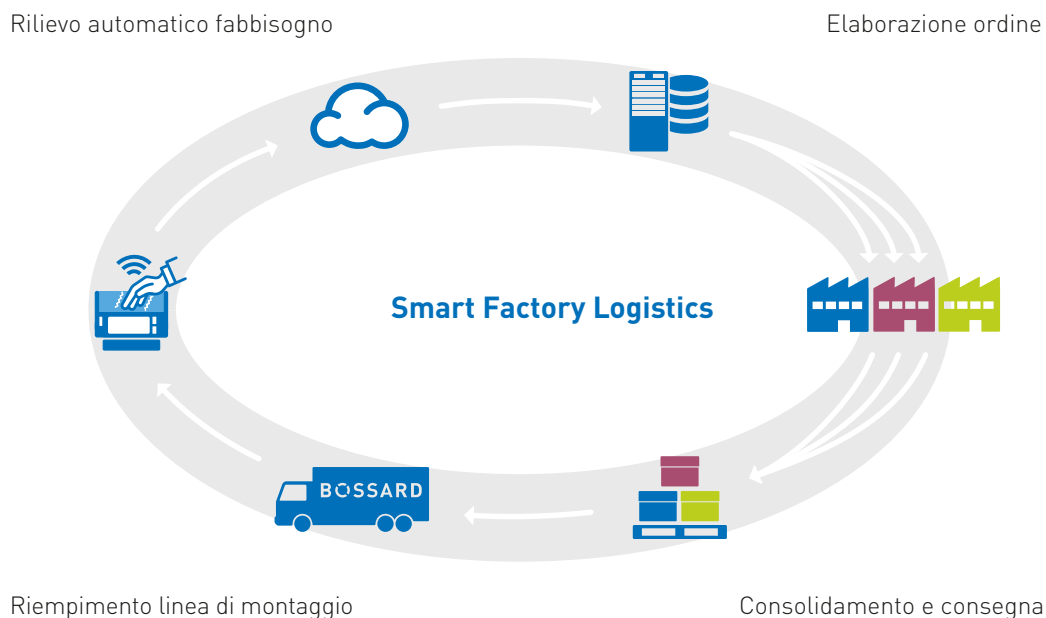 Rilievo automatico fabbisogno
Elaborazione ordine
Smart Factory Logistics
BOSSARD
Riempimento linea di montaggio
Consolidamento e consegna